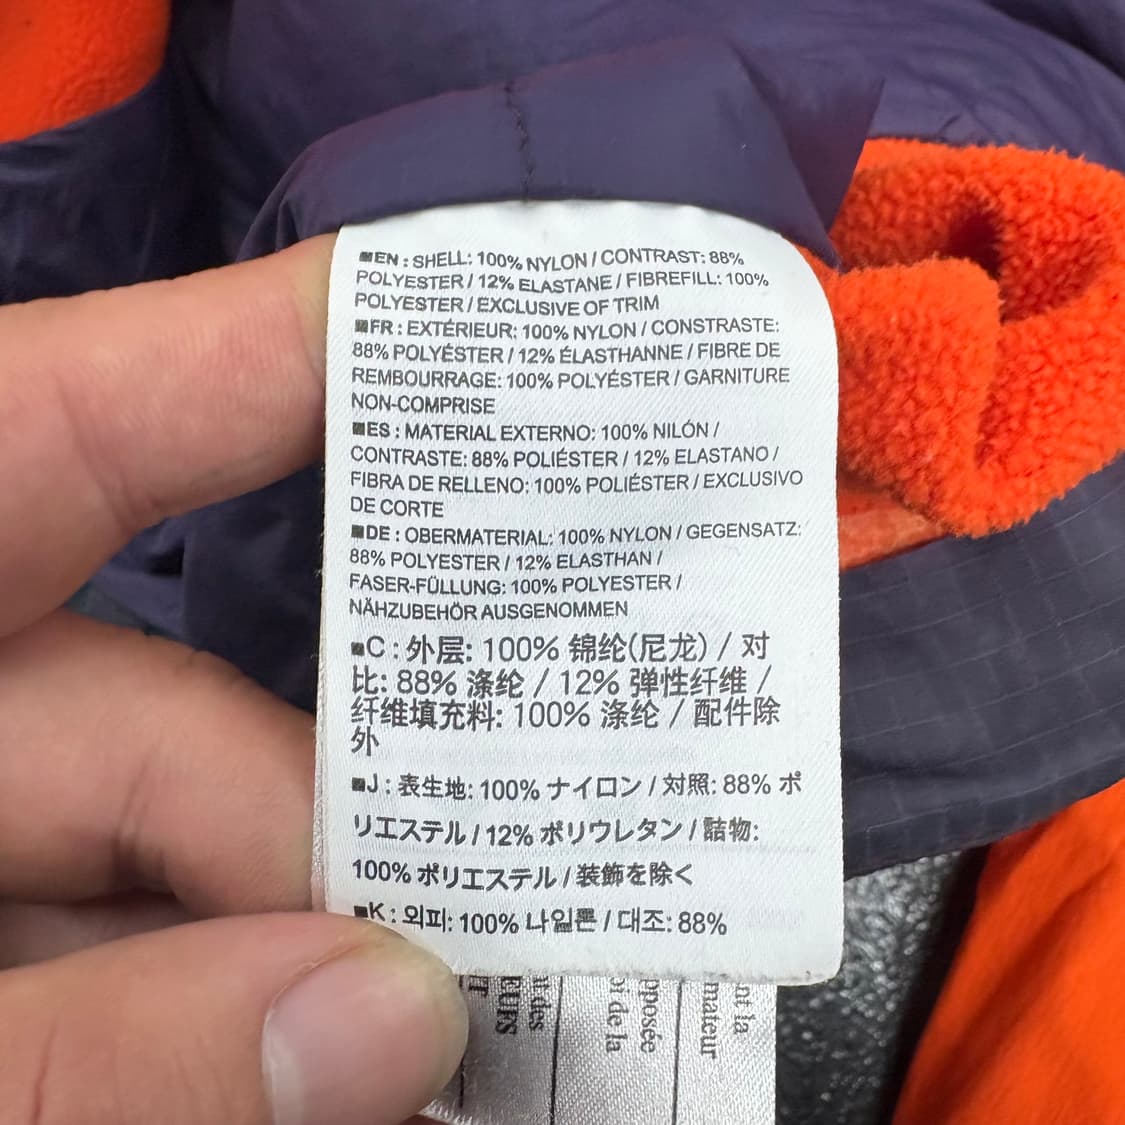 ■EN : SHELL: 100% NYLON / CONTRAST: 88%
POLYESTER / 12% ELASTANE / FIBREFILL: 100%
POLYESTER / EXCLUSIVE OF TRIM
■FR : EXTÉRIEUR: 100% NYLON / CONSTRASTE:
88% POLYÉSTER / 12% ÉLASTHANNE / FIBRE DE
REMBOURRAGE: 100% POLYÉSTER / GARNITURE
NON-COMPRISE
■ES : MATERIAL EXTERNO: 100% NILÓN /
CONTRASTE: 88% POLIÉSTER / 12% ELASTANO /
FIBRA DE RELLENO: 100% POLIÉSTER / EXCLUSIVO
DE CORTE
■DE : OBERMATERIAL: 100% NYLON / GEGENSATZ:
88% POLYESTER / 12% ELASTHAN /
FASER-FÜLLUNG: 100% POLYESTER /
NÄHZUBEHÖR AUSGENOMMEN
■C : 外层: 100% 锦纶(尼龙) / 对
比: 88% 涤纶 / 12% 弹性纤维 /
纤维填充料: 100% 涤纶 / 配件除
外
■J : 表生地: 100% ナイロン / 対照: 88% ポ
リエステル / 12% ポリウレタン / 詰物:
100% ポリエステル / 装飾を除く
■K : 외피: 100% 나일론 / 대조: 88%
des
de la
la